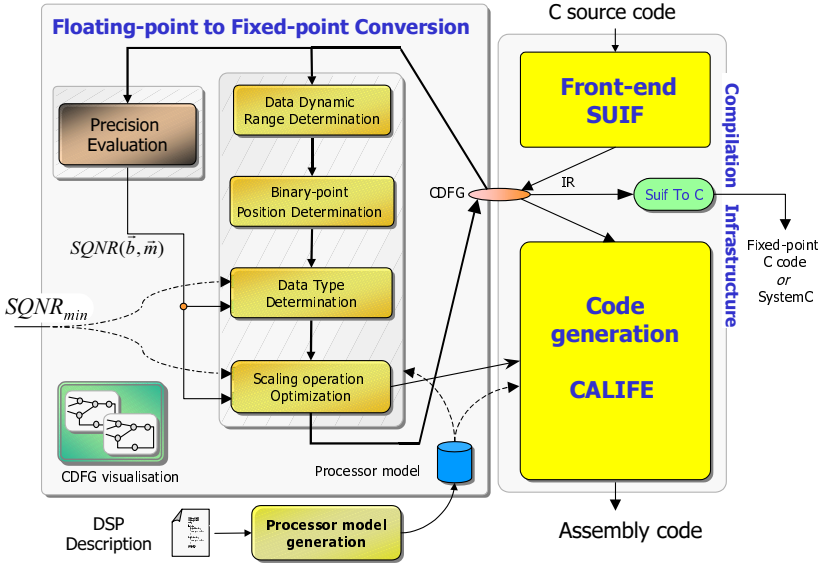 Floating-point to Fixed-point Conversion
C source code
Precision
Evaluation
Data Dynamic
Range Determination
Front-end
SUIF
Compilation Infrastructure
Binary-point
Position Determination
CDFG
IR
Suif To C
SQNR(b⃗, m⃗)
Fixed-point
C code
or
SystemC
Data Type
Determination
SQNRmin
Code
generation
CALIFE
Scaling operation
Optimization
CDFG visualisation
Processor model
DSP
Description
Processor model
generation
Assembly code